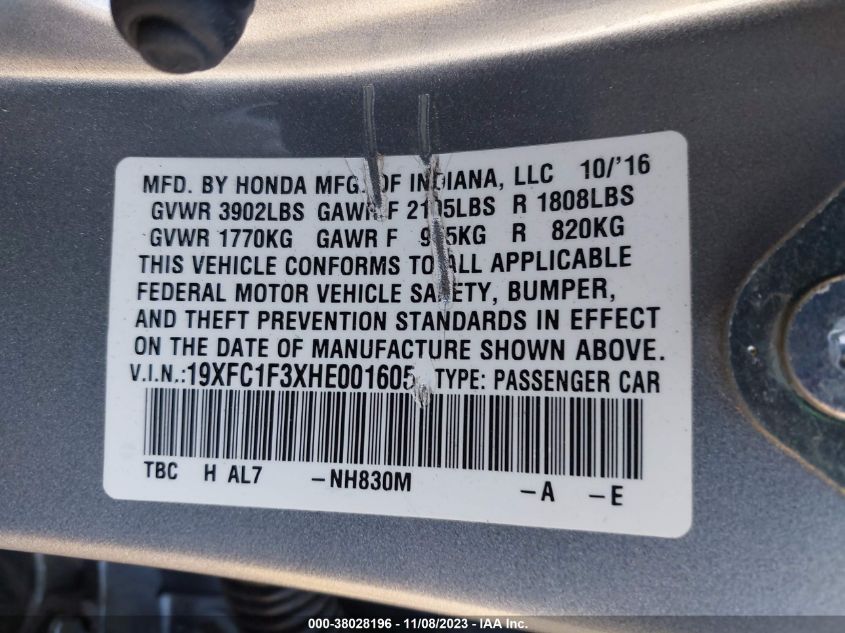 MFD. BY HONDA MFG. OF INDIANA, LLC 10/'16
GVWR 3902LBS GAWR F LBS R 1808LBS
GVWR 1770KG GAWR F KG R 820KG
THIS VEHICLE CONFORMS TO ALL APPLICABLE
FEDERAL MOTOR VEHICLE SAFETY, BUMPER,
AND THEFT PREVENTION STANDARDS IN EFFECT
ON THE DATE OF MANUFACTURE SHOWN ABOVE.
V.I.N.:19XFC1F3XHE001605 TYPE: PASSENGER CAR
TBC H AL7 -NH830M -A -E
000-38028196 - 11/08/2023 - © IAA Inc.